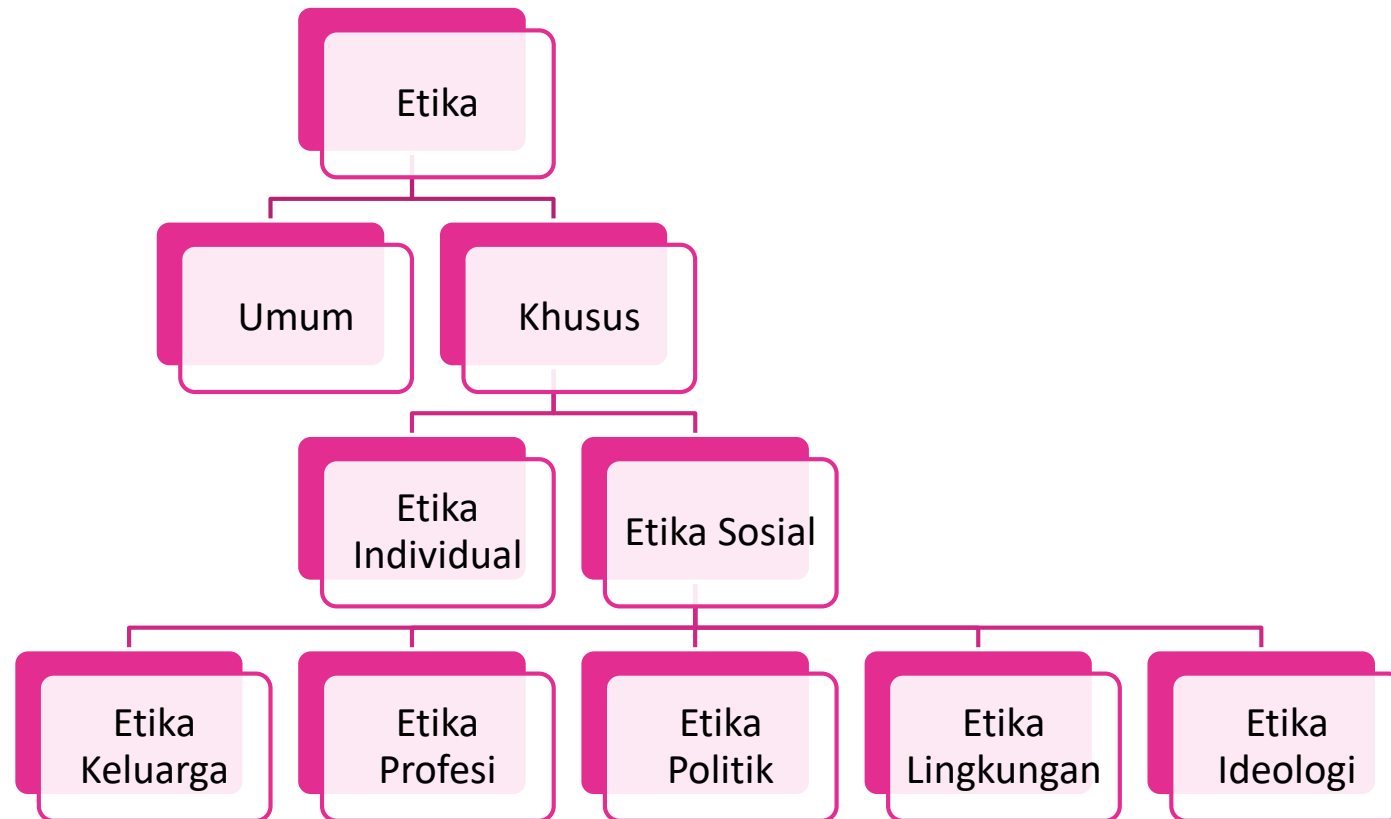 Etika
Umum
Khusus
Etika
Individual
Etika Sosial
Etika
Keluarga
Etika
Profesi
Etika
Politik
Etika
Lingkungan
Etika
Ideologi